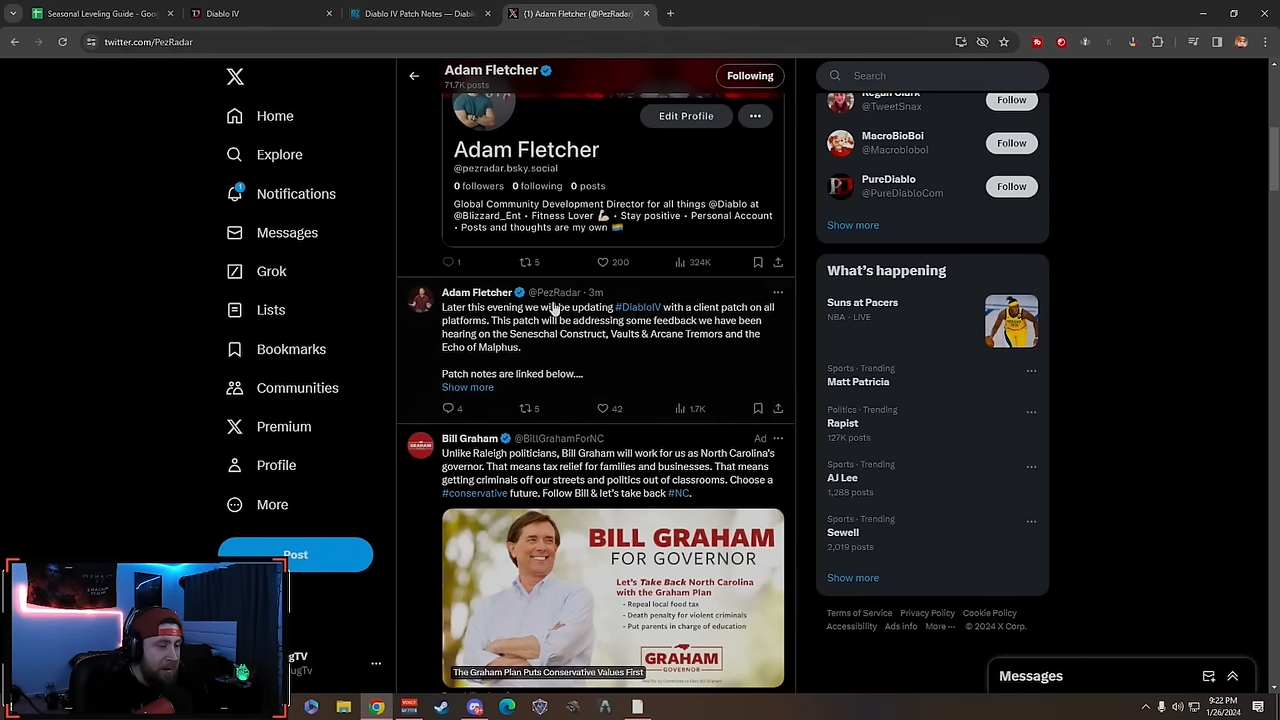 Seasonal Leveling Guide - Goo
Diablo IV
Diablo IV Patch Notes — Diabl
(1) Adam Fletcher (@PezRadar)
twitter.com/PezRadar
Home
Explore
1
Notifications
Messages
Grok
Lists
Bookmarks
Communities
Premium
Profile
More
Post
gTV
ugTv
Adam Fletcher
71.7K posts
Following
Edit Profile
Adam Fletcher
@pezradar.bsky.social
0 followers 0 following 0 posts
Global Community Development Director for all things @Diablo at
@Blizzard_Ent • Fitness Lover 💪 • Stay positive • Personal Account
• Posts and thoughts are my own 🏳️‍🌈
1 5 200 324K
Adam Fletcher @PezRadar · 3m
Later this evening we will be updating #DiabloIV with a client patch on all
platforms. This patch will be addressing some feedback we have been
hearing on the Seneschal Construct, Vaults & Arcane Tremors and the
Echo of Malphus.
Patch notes are linked below....
Show more
4 5 42 1.7K
Bill Graham @BillGrahamForNC Ad
Unlike Raleigh politicians, Bill Graham will work for us as North Carolina's
governor. That means tax relief for families and businesses. That means
getting criminals off our streets and politics out of classrooms. Choose a
#conservative future. Follow Bill & let's take back #NC.
BILL GRAHAM
FOR GOVERNOR
Let's Take Back North Carolina
with the Graham Plan
- Repeal local food tax
- Death penalty for violent criminals
- Put parents in charge of education
GRAHAM
GOVERNOR
The Graham Plan Puts Conservative Values First
Search
@TweetSnax
Follow
MacroBioBoi
@Macrobioboi
Follow
PureDiablo
@PureDiabloCom
Follow
Show more
What's happening
Suns at Pacers
NBA · LIVE
Sports · Trending
Matt Patricia
Politics · Trending
Rapist
127K posts
Sports · Trending
AJ Lee
1,288 posts
Sports · Trending
Sewell
2,019 posts
Show more
Terms of Service Privacy Policy Cookie Policy
Accessibility Ads info More ··· © 2024 X Corp.
Messages
9:22 PM
1/26/2024